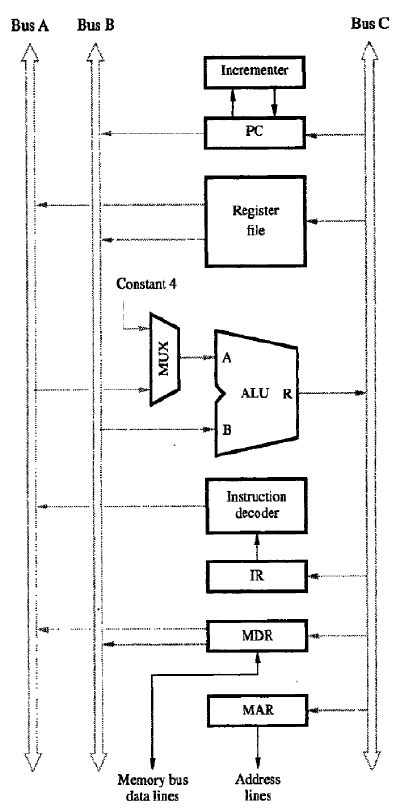 Bus A
Bus B
Bus C
Incrementer
PC
Register
file
Constant 4
MUX
A
ALU
R
B
Instruction
decoder
IR
MDR
MAR
Memory bus
data lines
Address
lines